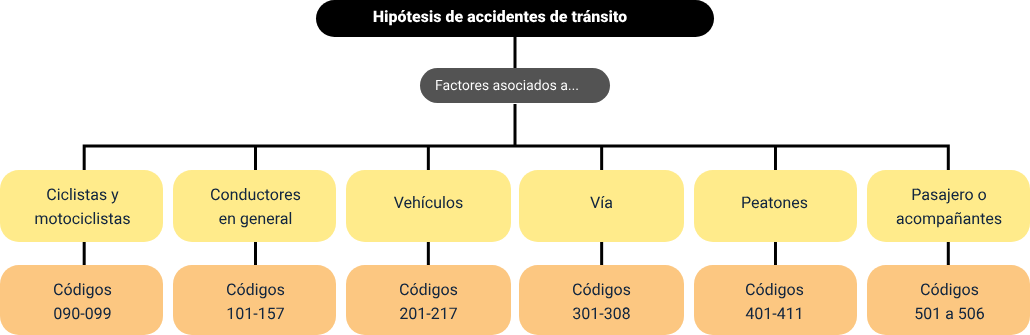 Hipótesis de accidentes de tránsito
Factores asociados a...
Ciclistas y
motociclistas
Conductores
en general
Vehículos
Vía
Peatones
Pasajero o
acompañantes
Códigos
090-099
Códigos
101-157
Códigos
201-217
Códigos
301-308
Códigos
401-411
Códigos
501 a 506